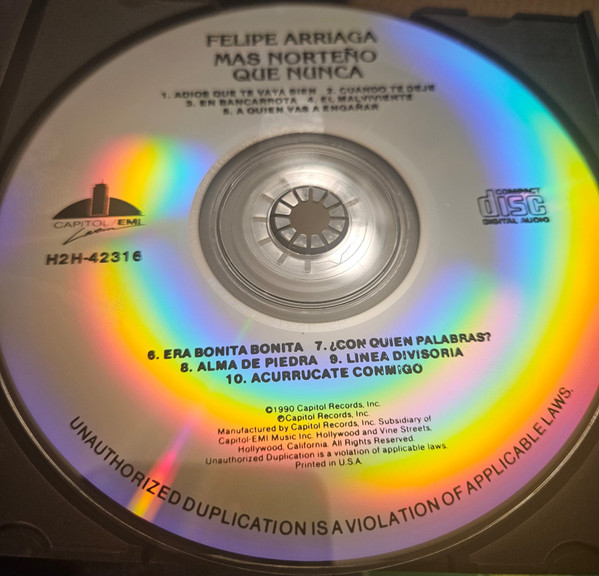 FELIPE ARRIAGA
MAS NORTEÑO
QUE NUNCA
1. ADIOS QUE TE VAYA BIEN 2. CUANDO TE DEJE
3. EN BANCARROTA 4. EL MALVIVIENTE
5. A QUIEN VAS A ENGAÑAR
CAPITOL/EMI
Latin
H2H-42316
COMPACT
disc
DIGITAL AUDIO
6. ERA BONITA BONITA 7. ¿CON QUIEN PALABRAS?
8. ALMA DE PIEDRA 9. LINEA DIVISORIA
10. ACURRUCATE CONMiGO
©1990 Capitol Records, Inc.
℗Capitol Records, Inc.
Manufactured by Capitol Records, Inc. Subsidiary of
Capitol-EMI Music Inc. Hollywood and Vine Streets,
Hollywood, California. All Rights Reserved.
Unauthorized Duplication is a violation of applicable laws.
Printed in U.S.A.
UNAUTHORIZED DUPLICATION IS A VIOLATION OF APPLICABLE LAWS.